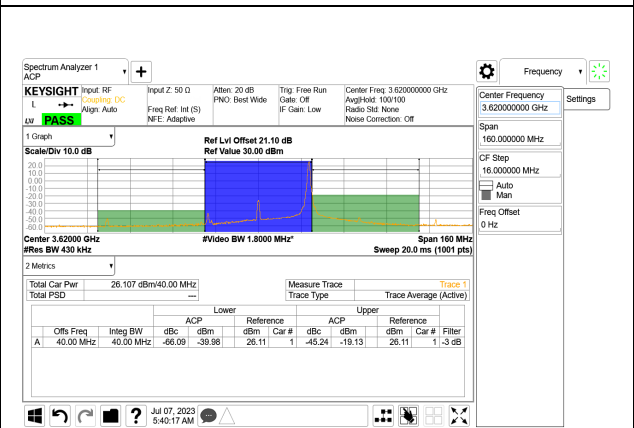 Spectrum Analyzer 1
ACP
+
Frequency
KEYSIGHT Input: RF Input Z: 50 Ω Atten: 20 dB Trig: Free Run Center Freq: 3.620000000 GHz
L Coupling: DC PNO: Best Wide Gate: Off Avg|Hold: 100/100
Align: Auto Freq Ref: Int (S) IF Gain: Low Radio Std: None
LXI PASS NFE: Adaptive Noise Correction: Off
Center Frequency
3.620000000 GHz
Settings
Span
160.000000 MHz
CF Step
16.000000 MHz
Auto
Man
Freq Offset
0 Hz
1 Graph
Ref Lvl Offset 21.10 dB
Scale/Div 10.0 dB Ref Value 30.00 dBm
20.0
10.0
0.00
-10.0
-20.0
-30.0
-40.0
-50.0
-60.0
Center 3.62000 GHz #Video BW 1.8000 MHz* Span 160 MHz
#Res BW 430 kHz Sweep 20.0 ms (1001 pts)
2 Metrics
Total Car Pwr 26.107 dBm/40.00 MHz Measure Trace Trace 1
Total PSD --- Trace Type Trace Average (Active)
Lower Upper
ACP Reference ACP Reference
Offs Freq Integ BW dBc dBm dBm Car # dBc dBm dBm Car # Filter
A 40.00 MHz 40.00 MHz -66.09 -39.98 26.11 1 -45.24 -19.13 26.11 1 -3 dB
? Jul 07, 2023
5:40:17 AM